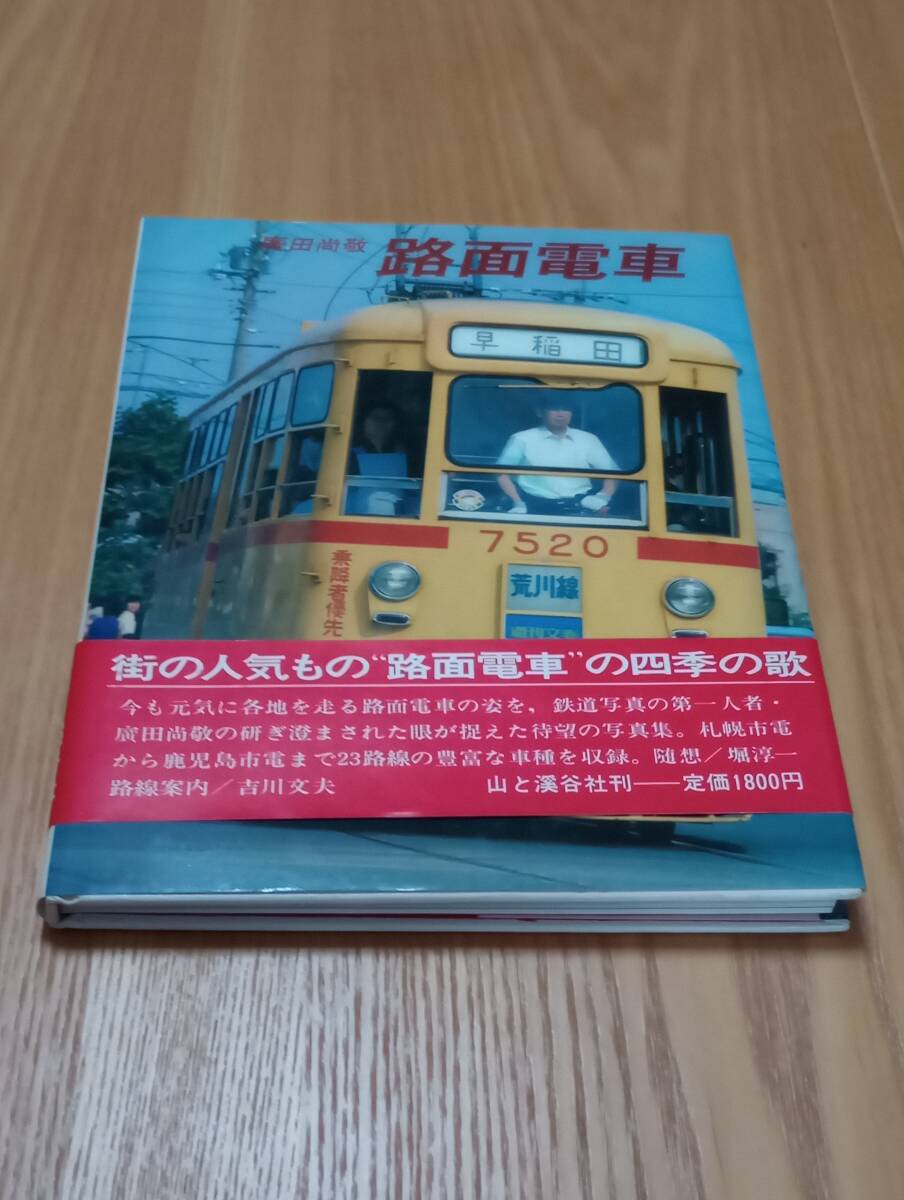 廣田尚敬 路面電車
早稲田
7520
荒川線
乗降者優先
街の人気もの“路面電車”の四季の歌
今も元気に各地を走る路面電車の姿を、鉄道写真の第一人者・
廣田尚敬の研ぎ澄まされた眼が捉えた待望の写真集。札幌市電
から鹿児島市電まで23路線の豊富な車種を収録。随想／堀淳一
路線案内／吉川文夫 山と溪谷社刊──定価1800円